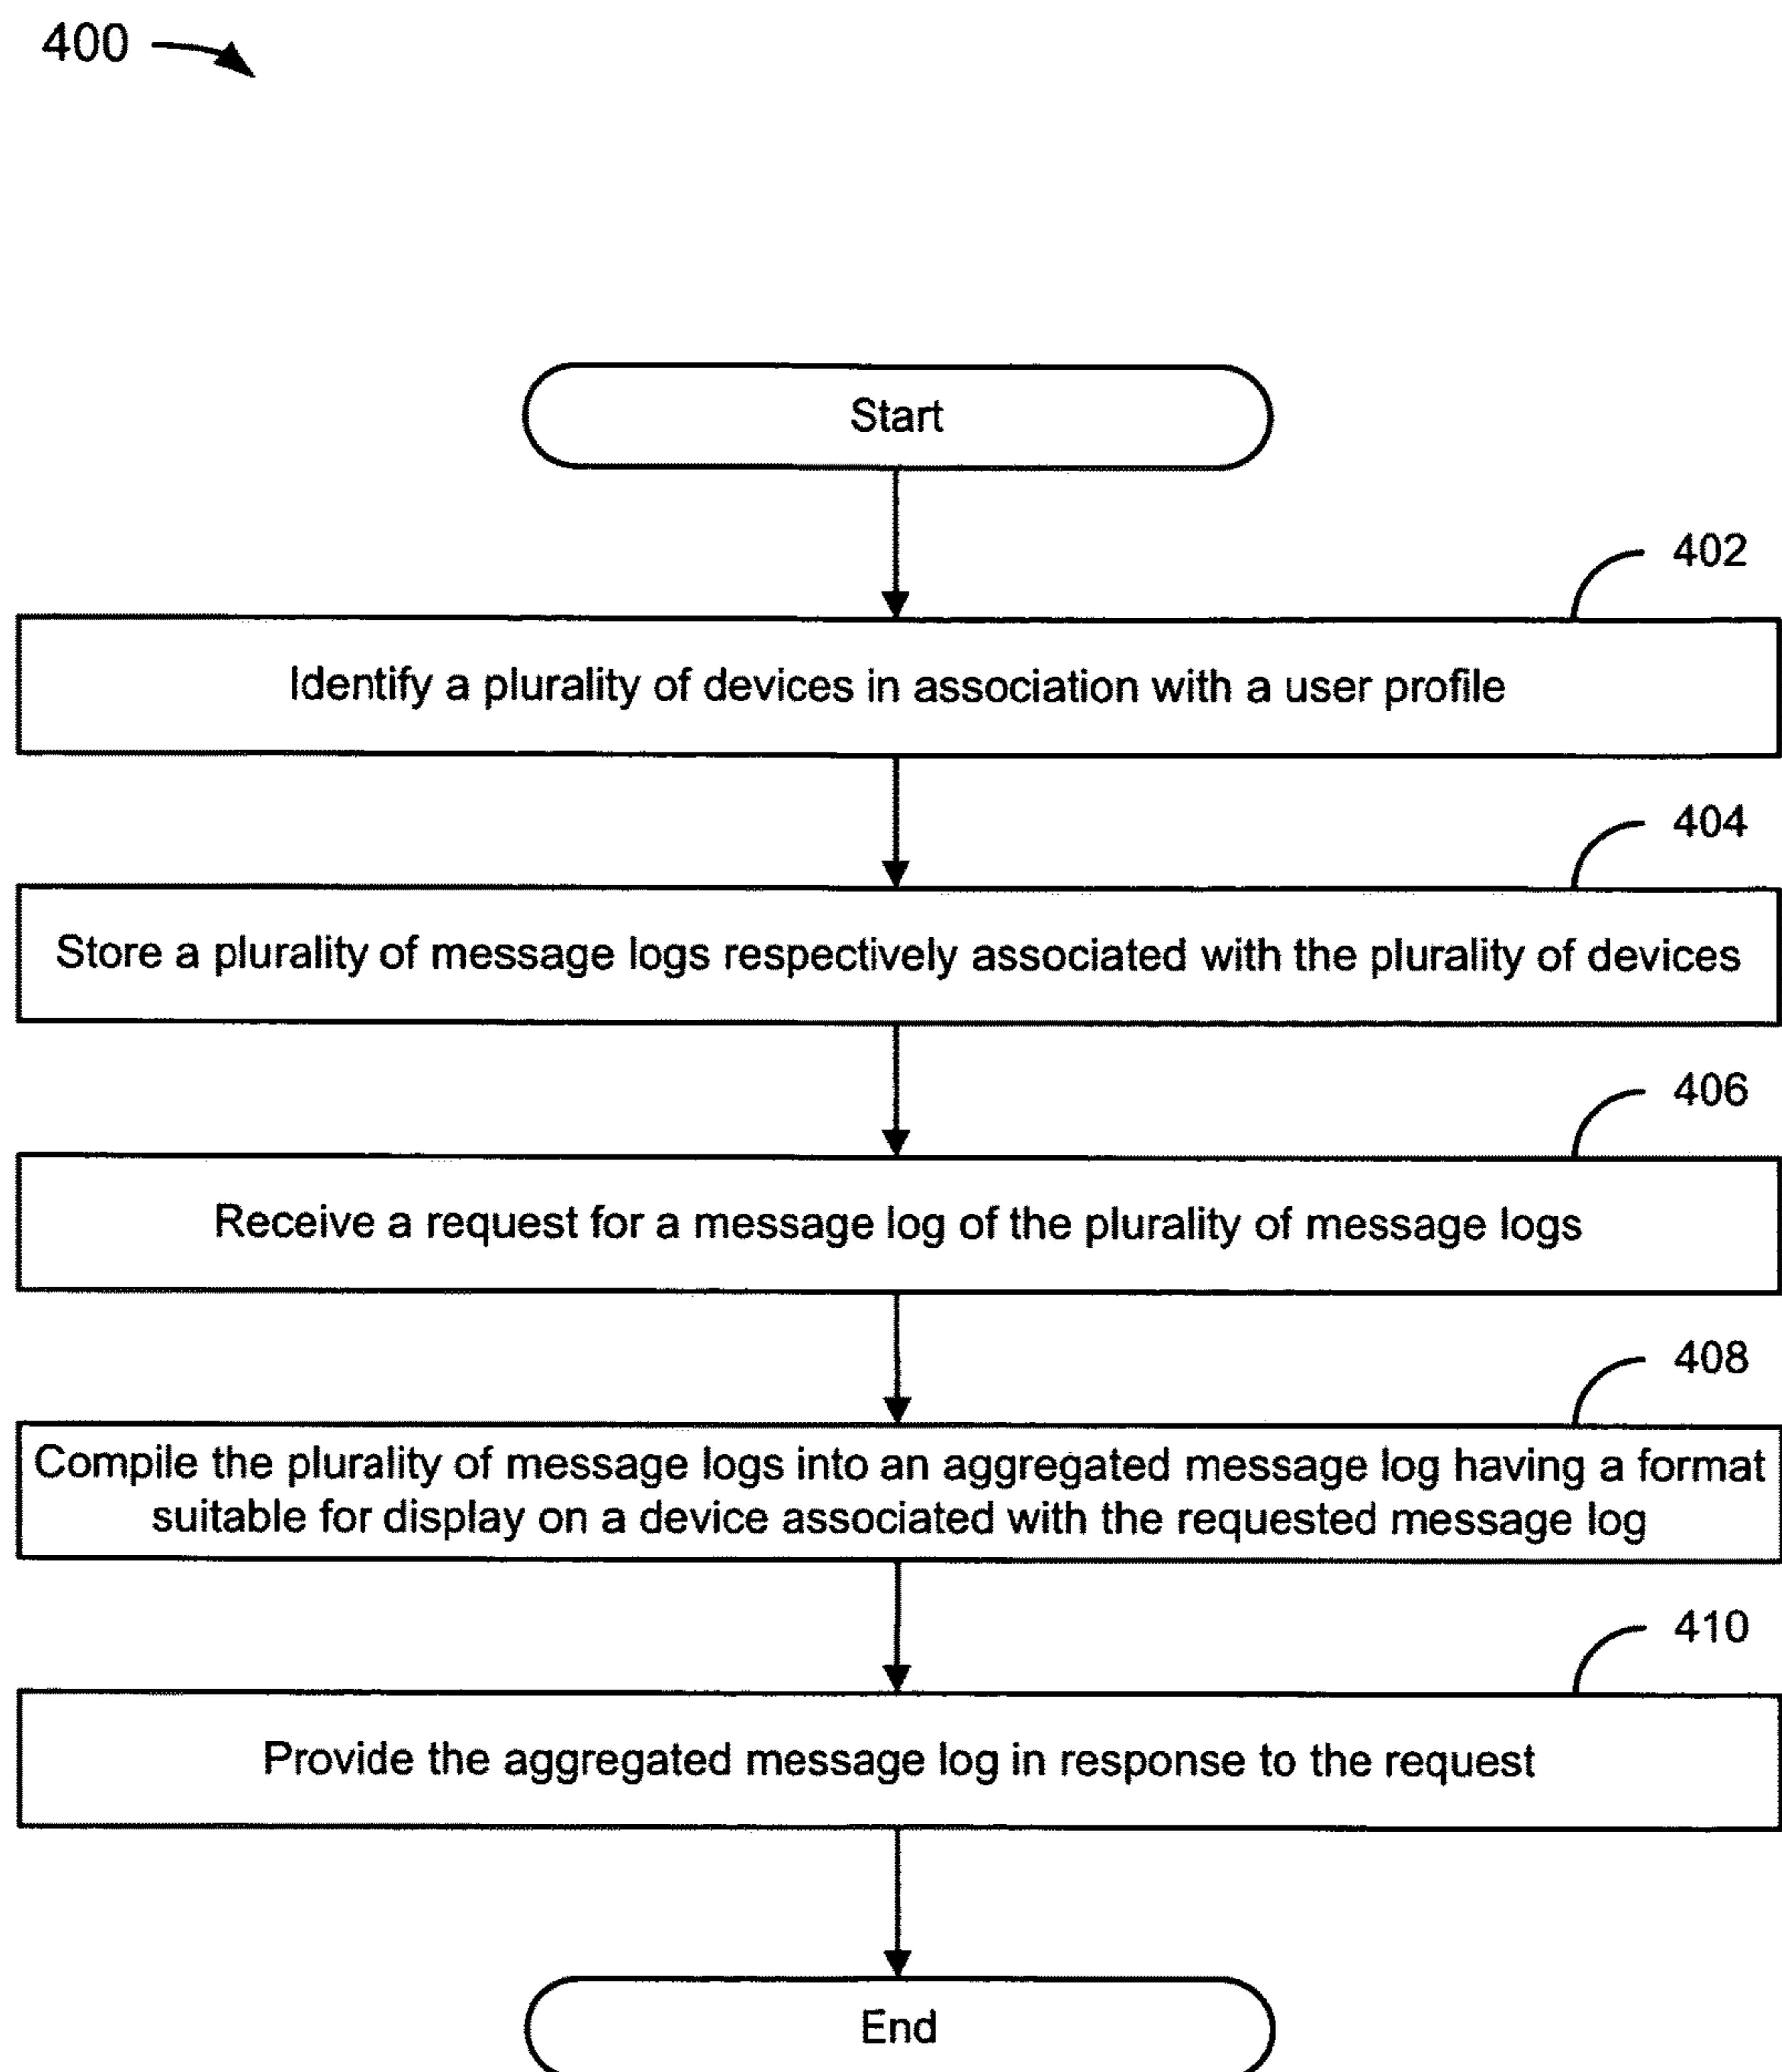 400
Start
402
Identify a plurality of devices in association with a user profile
404
Store a plurality of message logs respectively associated with the plurality of devices
406
Receive a request for a message log of the plurality of message logs
408
Compile the plurality of message logs into an aggregated message log having a format
suitable for display on a device associated with the requested message log
410
Provide the aggregated message log in response to the request
End